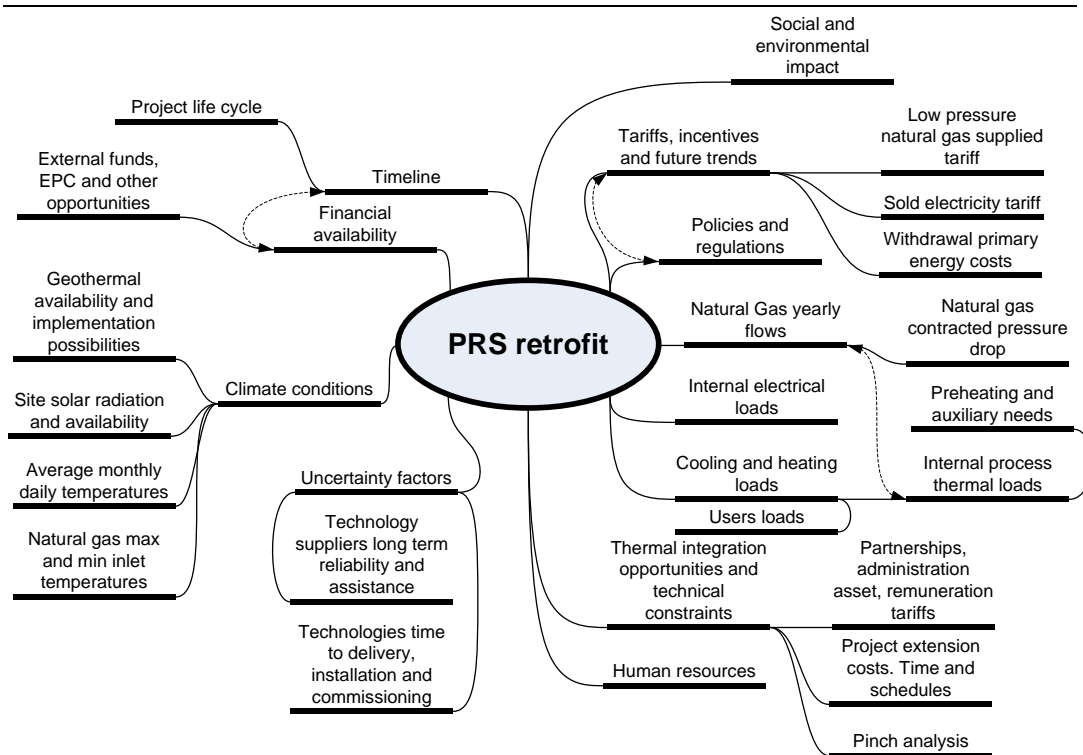 Social and
environmental
impact
Project life cycle
Tariffs, incentives
and future trends
Low pressure
natural gas supplied
tariff
External funds,
EPC and other
opportunities
Timeline
Sold electricity tariff
Financial
availability
Policies and
regulations
Withdrawal primary
energy costs
Geothermal
availability and
implementation
possibilities
PRS retrofit
Natural Gas yearly
flows
Natural gas
contracted pressure
drop
Climate conditions
Internal electrical
loads
Preheating and
auxiliary needs
Site solar radiation
and availability
Average monthly
daily temperatures
Uncertainty factors
Cooling and heating
loads
Internal process
thermal loads
Users loads
Natural gas max
and min inlet
temperatures
Technology
suppliers long term
reliability and
assistance
Thermal integration
opportunities and
technical
constraints
Partnerships,
administration
asset, remuneration
tariffs
Technologies time
to delivery,
installation and
commissioning
Human resources
Project extension
costs. Time and
schedules
Pinch analysis